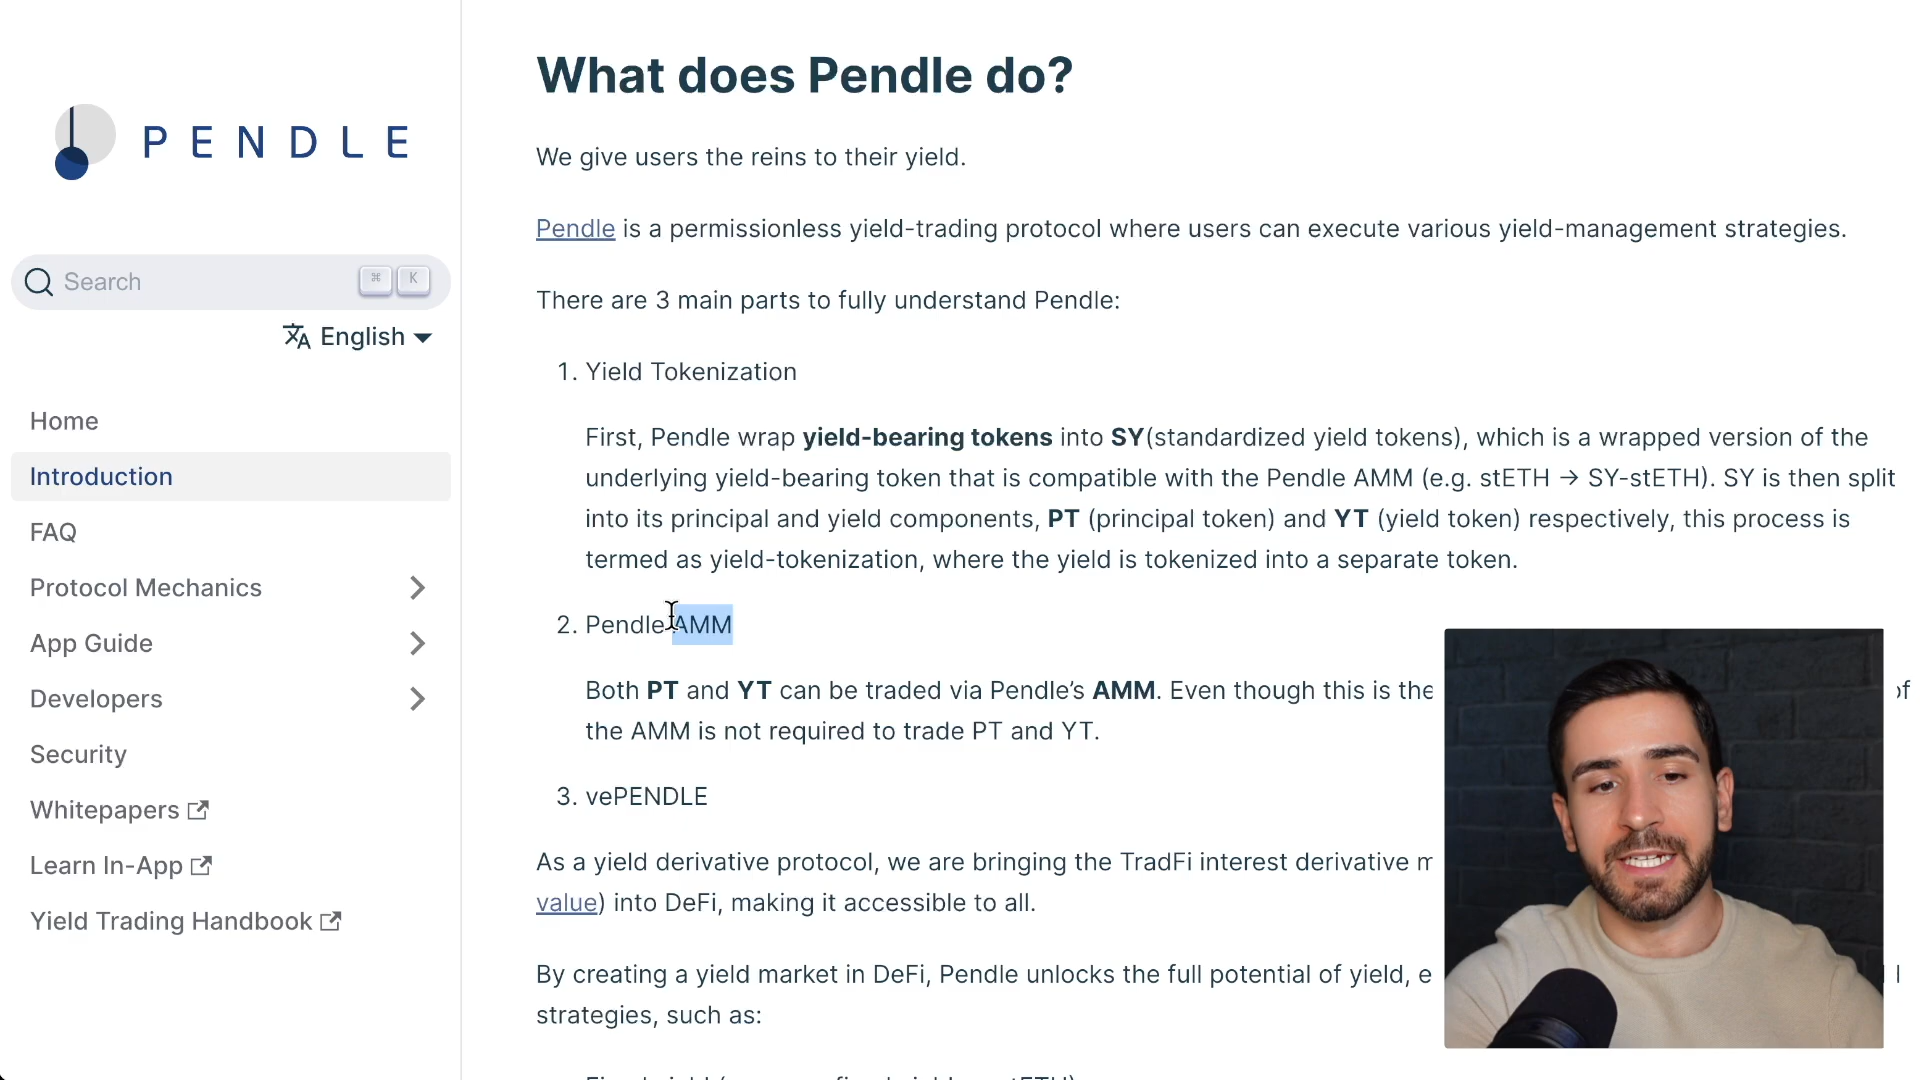 PENDLE
Search
⌘ K
English
Home
Introduction
FAQ
Protocol Mechanics
App Guide
Developers
Security
Whitepapers
Learn In-App
Yield Trading Handbook
What does Pendle do?
We give users the reins to their yield.
Pendle is a permissionless yield-trading protocol where users can execute various yield-management strategies.
There are 3 main parts to fully understand Pendle:
1. Yield Tokenization
First, Pendle wrap yield-bearing tokens into SY(standardized yield tokens), which is a wrapped version of the
underlying yield-bearing token that is compatible with the Pendle AMM (e.g. stETH → SY-stETH). SY is then split
into its principal and yield components, PT (principal token) and YT (yield token) respectively, this process is
termed as yield-tokenization, where the yield is tokenized into a separate token.
2. Pendle AMM
Both PT and YT can be traded via Pendle’s AMM. Even though this is the of
the AMM is not required to trade PT and YT.
3. vePENDLE
As a yield derivative protocol, we are bringing the TradFi interest derivative
value) into DeFi, making it accessible to all.
By creating a yield market in DeFi, Pendle unlocks the full potential of yield,
strategies, such as: